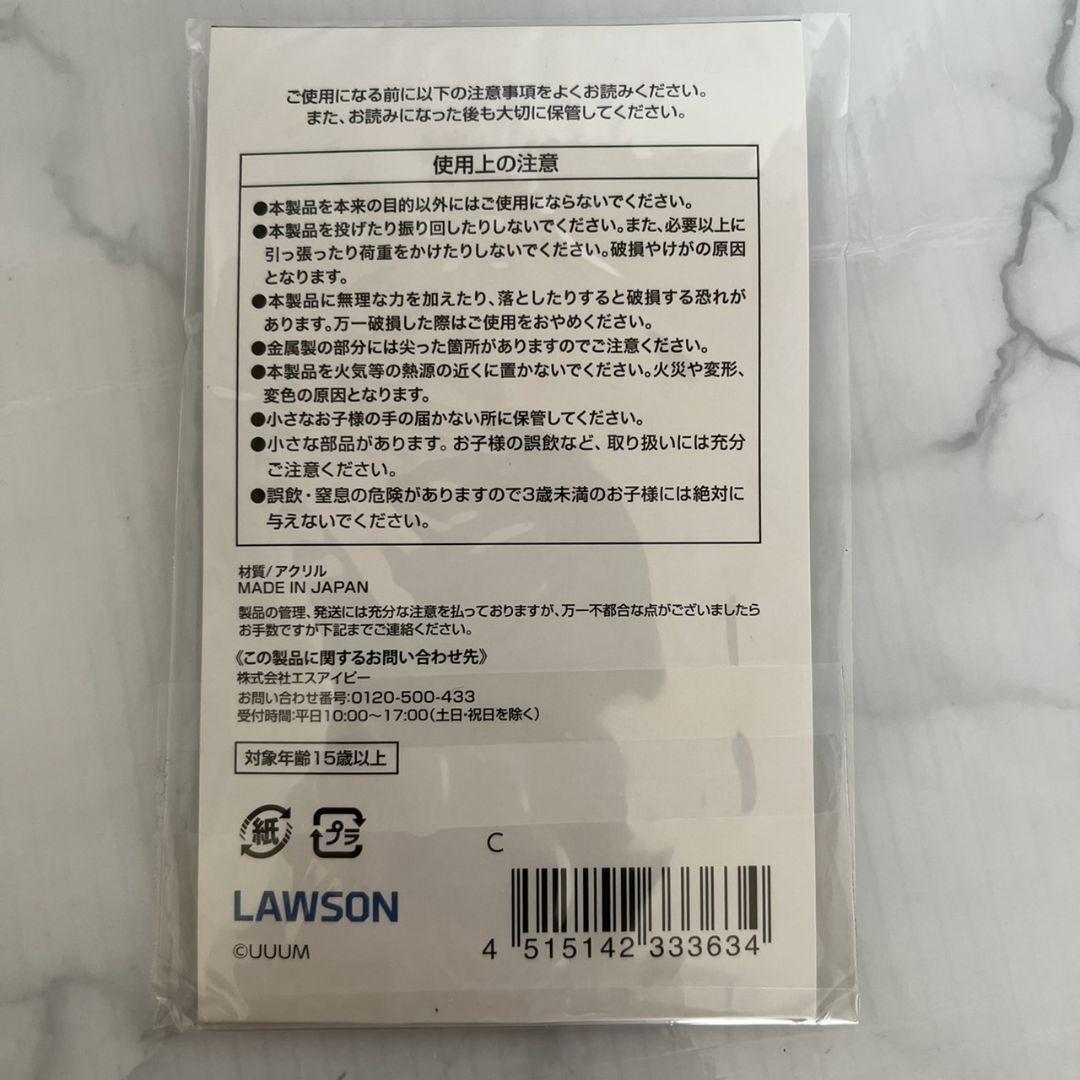 ご使用になる前に以下の注意事項をよくお読みください。
また、お読みになった後も大切に保管してください。
使用上の注意
●本製品を本来の目的以外にはご使用にならないでください。
●本製品を投げたり振り回したりしないでください。また、必要以上に
引っ張ったり荷重をかけたりしないでください。破損やけがの原因
となります。
●本製品に無理な力を加えたり、落としたりすると破損する恐れが
あります。万一破損した際はご使用をおやめください。
●金属製の部分には尖った箇所がありますのでご注意ください。
●本製品を火気等の熱源の近くに置かないでください。火災や変形、
変色の原因となります。
●小さなお子様の手の届かない所に保管してください。
●小さな部品があります。お子様の誤飲など、取り扱いには充分
ご注意ください。
●誤飲・窒息の危険がありますので3歳未満のお子様には絶対に
与えないでください。
材質/アクリル
MADE IN JAPAN
製品の管理、発送には充分な注意を払っておりますが、万一不都合な点がございましたら
お手数ですが下記までご連絡ください。
《この製品に関するお問い合わせ先》
株式会社エスアイピー
お問い合わせ番号:0120-500-433
受付時間:平日10:00〜17:00(土日・祝日を除く)
対象年齢15歳以上
紙 プラ
C
LAWSON
©UUUM
4 515142 333634